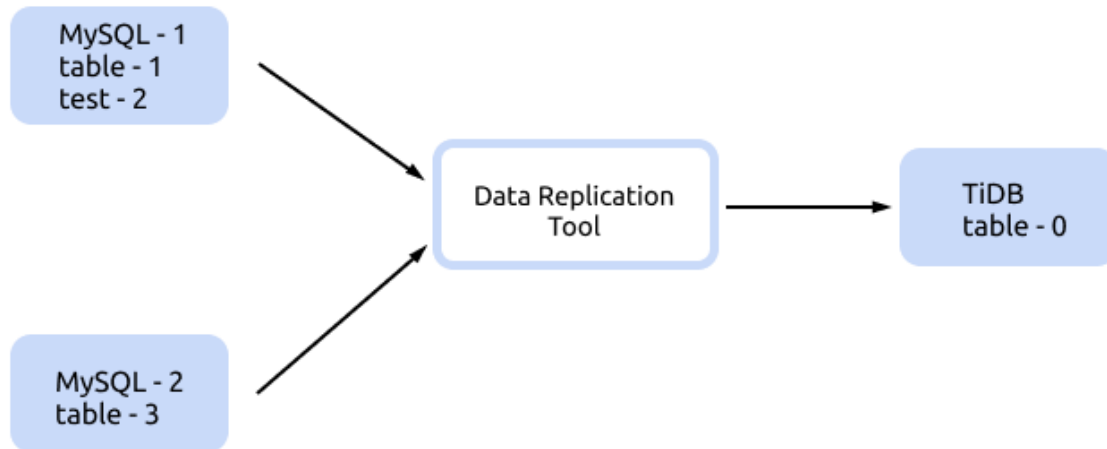 MySQL - 1
table - 1
test - 2
Data Replication
Tool
TiDB
table - 0
MySQL - 2
table - 3